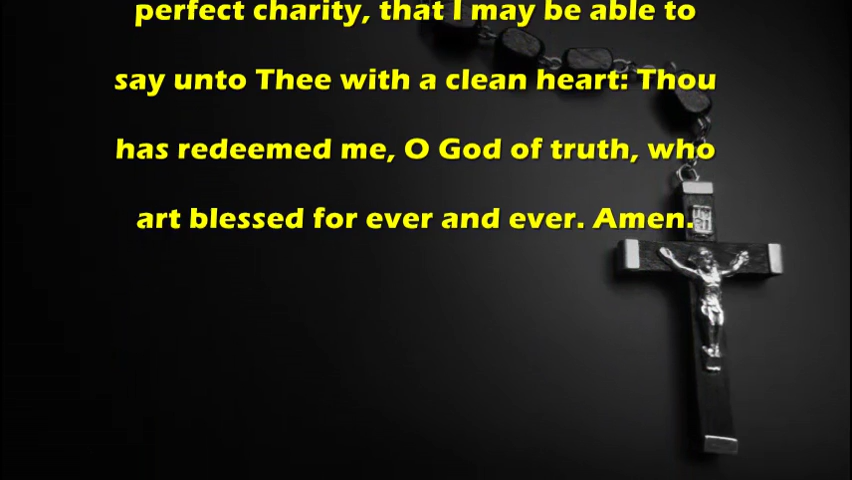 perfect charity, that I may be able to
say unto Thee with a clean heart: Thou
has redeemed me, O God of truth, who
art blessed for ever and ever. Amen.